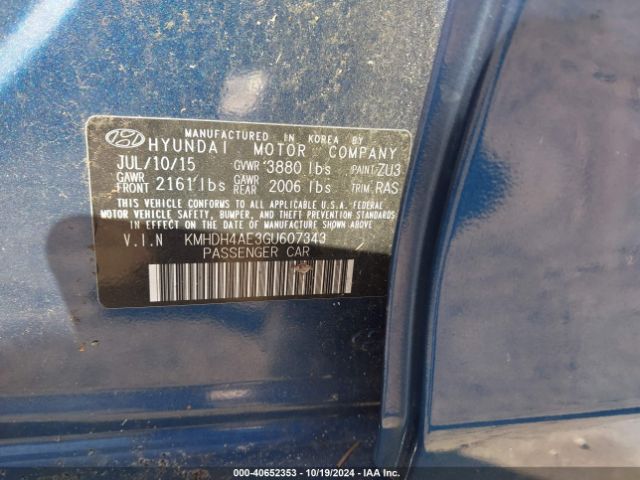 MANUFACTURED IN KOREA BY
HYUNDAI MOTOR COMPANY
JUL/10/15 GVWR 3880 lbs PAINT ZU3
GAWR FRONT 2161 lbs GAWR REAR 2006 lbs TRIM RAS
THIS VEHICLE CONFORMS TO ALL APPLICABLE U.S.A. FEDERAL
MOTOR VEHICLE SAFETY, BUMPER, AND THEFT PREVENTION
STANDARDS IN EFFECT ON THE
DATE OF MANUFACTURE SHOWN ABOVE
V.I.N KMHDH4AE3GU607343
PASSENGER CAR
000-40652353 - 10/19/2024 - IAA Inc.